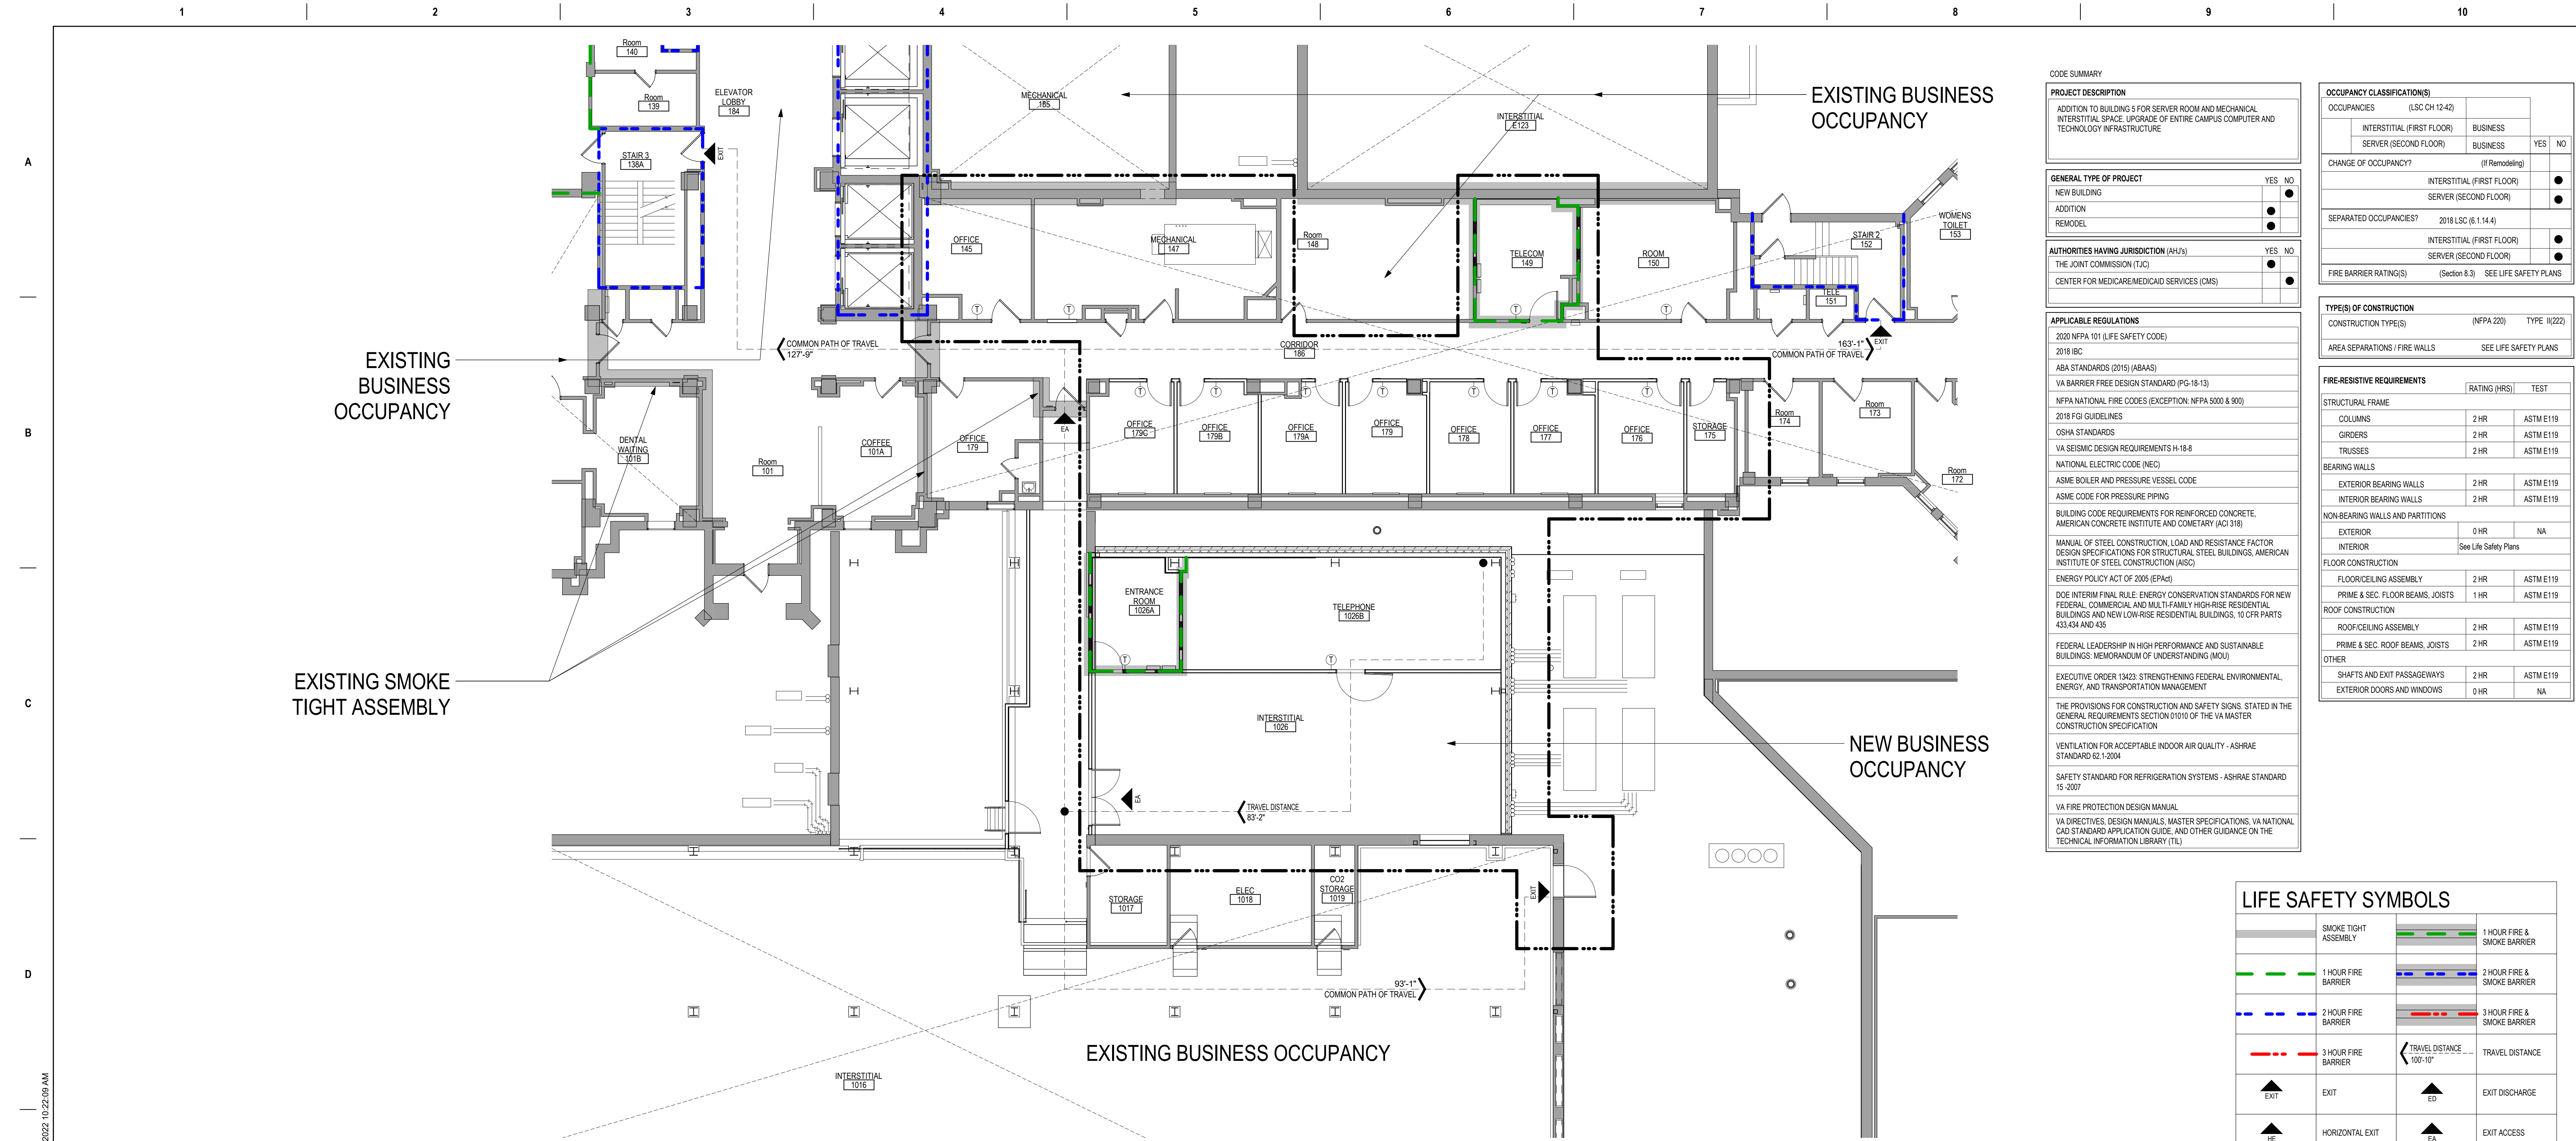 1 2 3 4 5 6 7 8 9 10
A
B
C
D
2022 10:22:09 AM
Room
140
Room
139
ELEVATOR
LOBBY
184
STAIR 3
138A
EXIT
MECHANICAL
185
INTERSTITIAL
E123
EXISTING BUSINESS
OCCUPANCY
OFFICE
145
MECHANICAL
147
Room
148
TELECOM
149
ROOM
150
STAIR 2
152
WOMENS
TOILET
153
TELE
151
T
T
T
T
EXIT
COMMON PATH OF TRAVEL
127'-9"
CORRIDOR
186
163'-1"
COMMON PATH OF TRAVEL
EXISTING
BUSINESS
OCCUPANCY
DENTAL
WAITING
101B
Room
101
COFFEE
101A
OFFICE
179
EA
T
T
T
T
T
T
T
OFFICE
179C
OFFICE
179B
OFFICE
179A
OFFICE
179
OFFICE
178
OFFICE
177
OFFICE
176
STORAGE
175
Room
174
Room
173
Room
172
EXISTING SMOKE
TIGHT ASSEMBLY
ENTRANCE
ROOM
1026A
TELEPHONE
1026B
T
T
INTERSTITIAL
1026
NEW BUSINESS
OCCUPANCY
EA
TRAVEL DISTANCE
83'-2"
STORAGE
1017
ELEC
1018
CO2
STORAGE
1019
EXIT
93'-1"
COMMON PATH OF TRAVEL
EXISTING BUSINESS OCCUPANCY
INTERSTITIAL
1016
CODE SUMMARY
PROJECT DESCRIPTION
ADDITION TO BUILDING 5 FOR SERVER ROOM AND MECHANICAL
INTERSTITIAL SPACE. UPGRADE OF ENTIRE CAMPUS COMPUTER AND
TECHNOLOGY INFRASTRUCTURE
GENERAL TYPE OF PROJECT YES NO
NEW BUILDING
ADDITION
REMODEL
AUTHORITIES HAVING JURISDICTION (AHJ's) YES NO
THE JOINT COMMISSION (TJC)
CENTER FOR MEDICARE/MEDICAID SERVICES (CMS)
APPLICABLE REGULATIONS
2020 NFPA 101 (LIFE SAFETY CODE)
2018 IBC
ABA STANDARDS (2015) (ABAAS)
VA BARRIER FREE DESIGN STANDARD (PG-18-13)
NFPA NATIONAL FIRE CODES (EXCEPTION: NFPA 5000 & 900)
2018 FGI GUIDELINES
OSHA STANDARDS
VA SEISMIC DESIGN REQUIREMENTS H-18-8
NATIONAL ELECTRIC CODE (NEC)
ASME BOILER AND PRESSURE VESSEL CODE
ASME CODE FOR PRESSURE PIPING
BUILDING CODE REQUIREMENTS FOR REINFORCED CONCRETE,
AMERICAN CONCRETE INSTITUTE AND COMETARY (ACI 318)
MANUAL OF STEEL CONSTRUCTION, LOAD AND RESISTANCE FACTOR
DESIGN SPECIFICATIONS FOR STRUCTURAL STEEL BUILDINGS, AMERICAN
INSTITUTE OF STEEL CONSTRUCTION (AISC)
ENERGY POLICY ACT OF 2005 (EPAct)
DOE INTERIM FINAL RULE: ENERGY CONSERVATION STANDARDS FOR NEW
FEDERAL, COMMERCIAL AND MULTI-FAMILY HIGH-RISE RESIDENTIAL
BUILDINGS AND NEW LOW-RISE RESIDENTIAL BUILDINGS, 10 CFR PARTS
433,434 AND 435
FEDERAL LEADERSHIP IN HIGH PERFORMANCE AND SUSTAINABLE
BUILDINGS: MEMORANDUM OF UNDERSTANDING (MOU)
EXECUTIVE ORDER 13423: STRENGTHENING FEDERAL ENVIRONMENTAL,
ENERGY, AND TRANSPORTATION MANAGEMENT
THE PROVISIONS FOR CONSTRUCTION AND SAFETY SIGNS. STATED IN THE
GENERAL REQUIREMENTS SECTION 01010 OF THE VA MASTER
CONSTRUCTION SPECIFICATION
VENTILATION FOR ACCEPTABLE INDOOR AIR QUALITY - ASHRAE
STANDARD 62.1-2004
SAFETY STANDARD FOR REFRIGERATION SYSTEMS - ASHRAE STANDARD
15 -2007
VA FIRE PROTECTION DESIGN MANUAL
VA DIRECTIVES, DESIGN MANUALS, MASTER SPECIFICATIONS, VA NATIONAL
CAD STANDARD APPLICATION GUIDE, AND OTHER GUIDANCE ON THE
TECHNICAL INFORMATION LIBRARY (TIL)
OCCUPANCY CLASSIFICATION(S)
OCCUPANCIES (LSC CH 12-42)
INTERSTITIAL (FIRST FLOOR) BUSINESS
SERVER (SECOND FLOOR) BUSINESS YES NO
CHANGE OF OCCUPANCY? (If Remodeling)
INTERSTITIAL (FIRST FLOOR)
SERVER (SECOND FLOOR)
SEPARATED OCCUPANCIES? 2018 LSC (6.1.14.4)
INTERSTITIAL (FIRST FLOOR)
SERVER (SECOND FLOOR)
FIRE BARRIER RATING(S) (Section 8.3) SEE LIFE SAFETY PLANS
TYPE(S) OF CONSTRUCTION
CONSTRUCTION TYPE(S) (NFPA 220) TYPE II(222)
AREA SEPARATIONS / FIRE WALLS SEE LIFE SAFETY PLANS
FIRE-RESISTIVE REQUIREMENTS RATING (HRS) TEST
STRUCTURAL FRAME
COLUMNS 2 HR ASTM E119
GIRDERS 2 HR ASTM E119
TRUSSES 2 HR ASTM E119
BEARING WALLS
EXTERIOR BEARING WALLS 2 HR ASTM E119
INTERIOR BEARING WALLS 2 HR ASTM E119
NON-BEARING WALLS AND PARTITIONS
EXTERIOR 0 HR NA
INTERIOR See Life Safety Plans
FLOOR CONSTRUCTION
FLOOR/CEILING ASSEMBLY 2 HR ASTM E119
PRIME & SEC. FLOOR BEAMS, JOISTS 1 HR ASTM E119
ROOF CONSTRUCTION
ROOF/CEILING ASSEMBLY 2 HR ASTM E119
PRIME & SEC. ROOF BEAMS, JOISTS 2 HR ASTM E119
OTHER
SHAFTS AND EXIT PASSAGEWAYS 2 HR ASTM E119
EXTERIOR DOORS AND WINDOWS 0 HR NA
LIFE SAFETY SYMBOLS
SMOKE TIGHT
ASSEMBLY
1 HOUR FIRE &
SMOKE BARRIER
1 HOUR FIRE
BARRIER
2 HOUR FIRE &
SMOKE BARRIER
2 HOUR FIRE
BARRIER
3 HOUR FIRE &
SMOKE BARRIER
3 HOUR FIRE
BARRIER
TRAVEL DISTANCE
100'-10"
TRAVEL DISTANCE
EXIT
EXIT
ED
EXIT DISCHARGE
HE
HORIZONTAL EXIT
EA
EXIT ACCESS